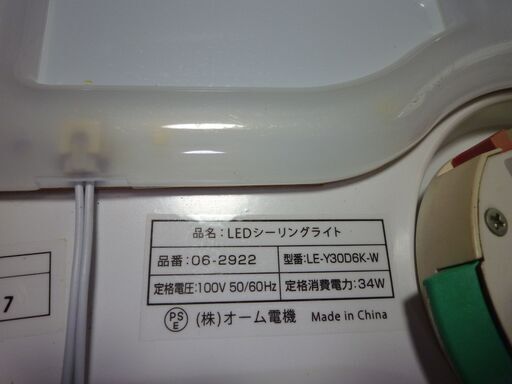 品名:LEDシーリングライト
品番:06-2922 型番:LE-Y30D6K-W
定格電圧:100V 50/60Hz 定格消費電力:34W
PS
E (株)オーム電機 Made in China
7